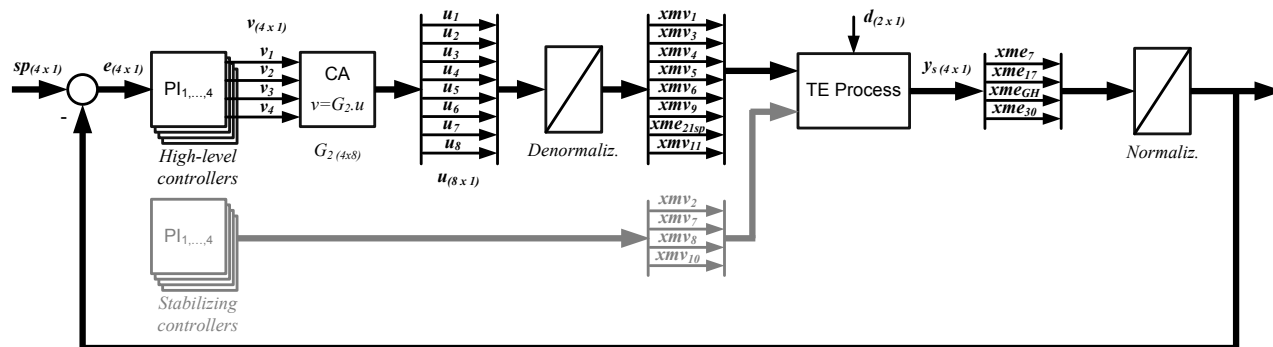 sp(4 x 1)
-
e(4 x 1)
PI1,...,4
High-level
controllers
v(4 x 1)
v1
v2
v3
v4
CA
v=G2.u
G2 (4x8)
u1
u2
u3
u4
u5
u6
u7
u8
u(8 x 1)
Denormaliz.
xmv1
xmv3
xmv4
xmv5
xmv6
xmv9
xme21sp
xmv11
d(2 x 1)
TE Process
ys (4 x 1)
xme7
xme17
xmeGH
xme30
Normaliz.
PI1,...,4
Stabilizing
controllers
xmv2
xmv7
xmv8
xmv10